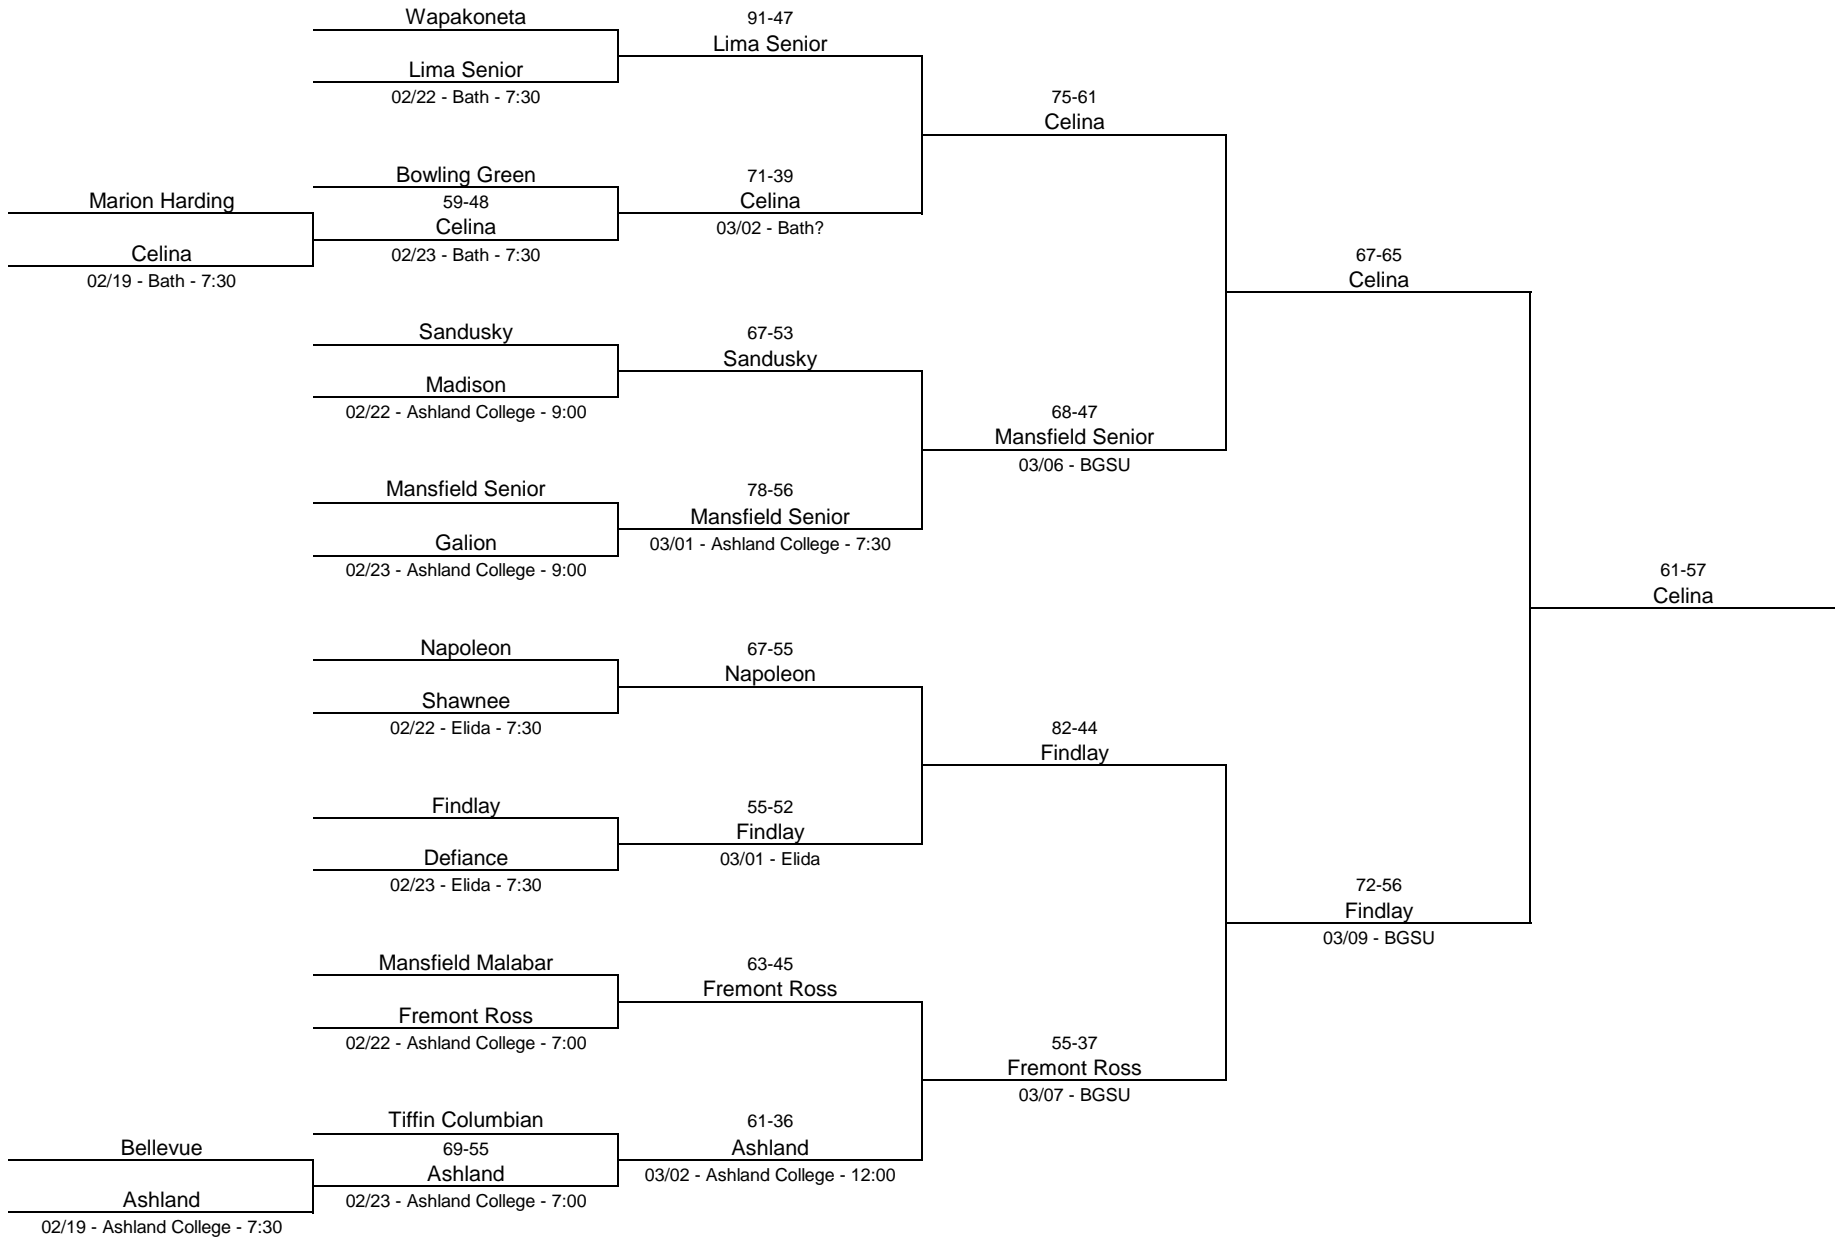 Wapakoneta
91-47
Lima Senior
Lima Senior
02/22 - Bath - 7:30
75-61
Celina
Bowling Green
71-39
Marion Harding
59-48
Celina
Celina
03/02 - Bath?
Celina
02/23 - Bath - 7:30
67-65
02/19 - Bath - 7:30
Celina
Sandusky
67-53
Sandusky
Madison
02/22 - Ashland College - 9:00
68-47
Mansfield Senior
03/06 - BGSU
Mansfield Senior
78-56
Mansfield Senior
Galion
03/01 - Ashland College - 7:30
02/23 - Ashland College - 9:00
61-57
Celina
Napoleon
67-55
Napoleon
Shawnee
02/22 - Elida - 7:30
82-44
Findlay
Findlay
55-52
Findlay
Defiance
03/01 - Elida
02/23 - Elida - 7:30
72-56
Findlay
03/09 - BGSU
Mansfield Malabar
63-45
Fremont Ross
Fremont Ross
02/22 - Ashland College - 7:00
55-37
Fremont Ross
03/07 - BGSU
Tiffin Columbian
61-36
Bellevue
69-55
Ashland
Ashland
03/02 - Ashland College - 12:00
Ashland
02/23 - Ashland College - 7:00
02/19 - Ashland College - 7:30